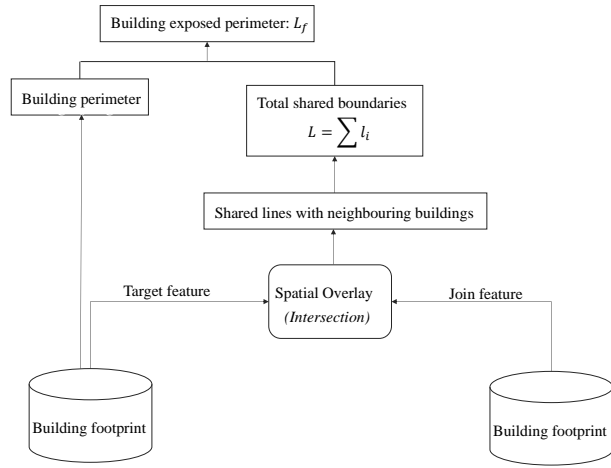 Building exposed perimeter: L_f
Building perimeter
Total shared boundaries
L = ∑ l_i
Shared lines with neighbouring buildings
Target feature
Spatial Overlay
(Intersection)
Join feature
Building footprint
Building footprint